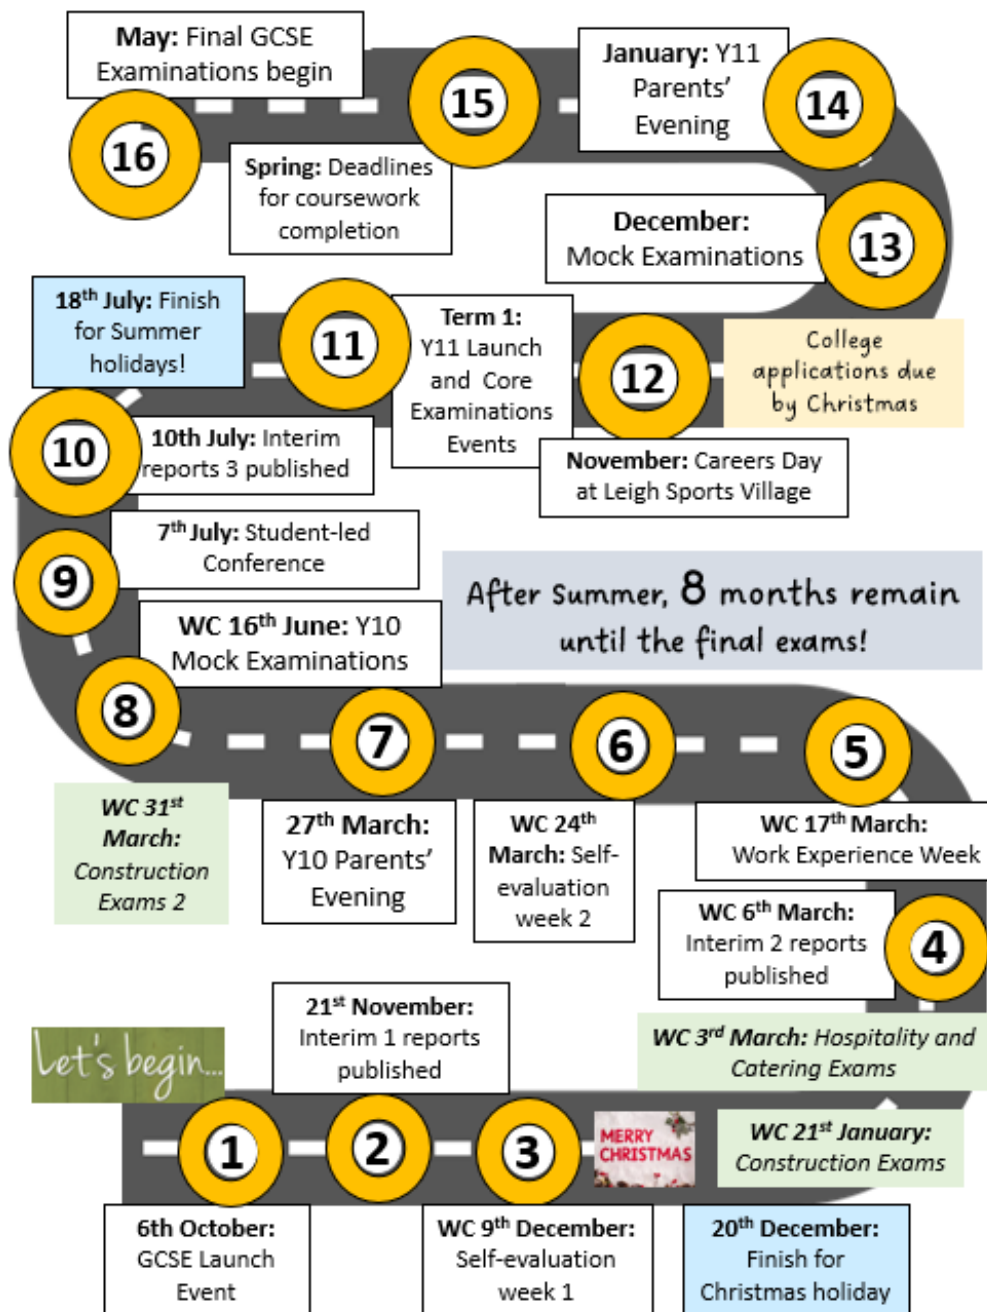 May: Final GCSE
Examinations begin
16
15
Spring: Deadlines
for coursework
completion
January: Y11
Parents'
Evening
14
December:
Mock Examinations
13
18th July: Finish
for Summer
holidays!
11
Term 1:
Y11 Launch
and Core
Examinations
Events
12
College
applications due
by Christmas
November: Careers Day
at Leigh Sports Village
10
10th July: Interim
reports 3 published
9
7th July: Student-led
Conference
After Summer, 8 months remain
until the final exams!
WC 16th June: Y10
Mock Examinations
8
7
6
5
WC 31st
March:
Construction
Exams 2
27th March:
Y10 Parents'
Evening
WC 24th
March: Self-
evaluation
week 2
WC 17th March:
Work Experience Week
WC 6th March:
Interim 2 reports
published
4
WC 3rd March: Hospitality and
Catering Exams
21st November:
Interim 1 reports
published
Let's begin...
1
2
3
MERRY
CHRISTMAS
WC 21st January:
Construction Exams
6th October:
GCSE Launch
Event
WC 9th December:
Self-evaluation
week 1
20th December:
Finish for
Christmas holiday